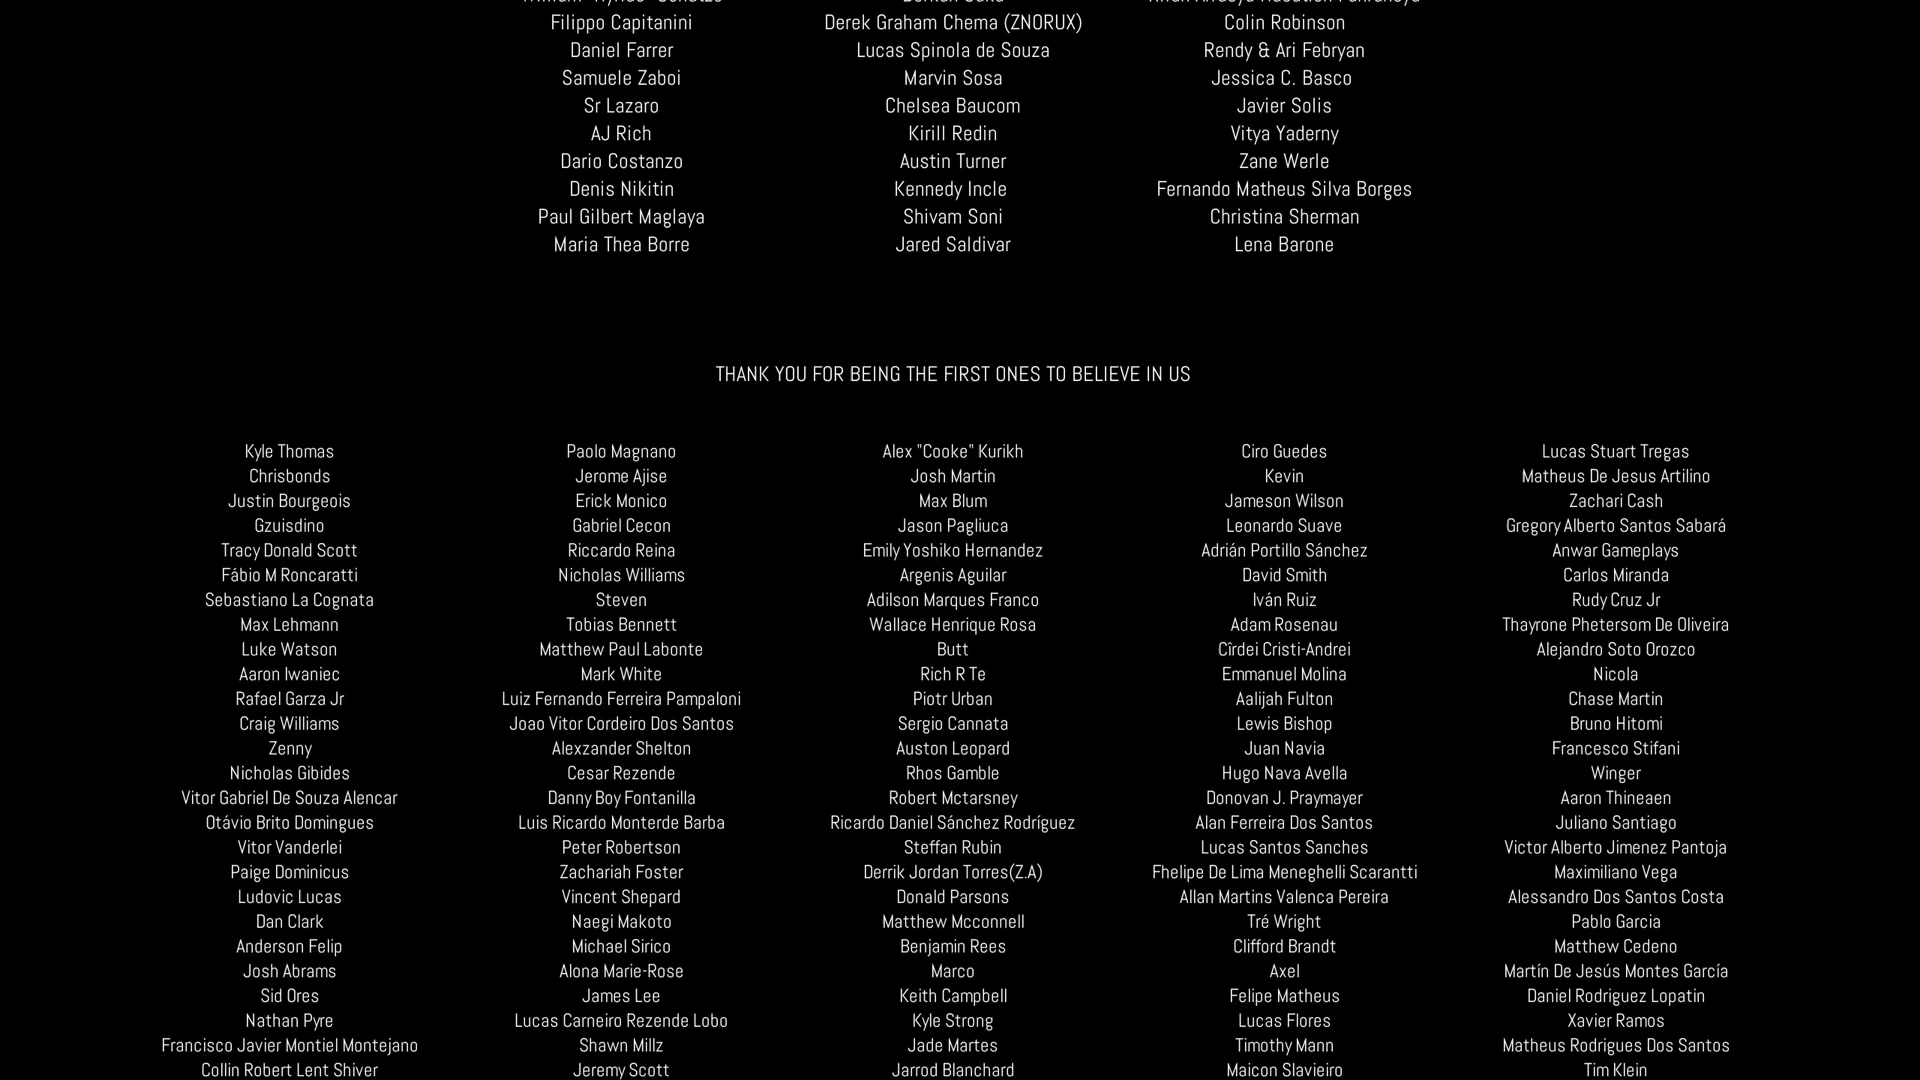 Filippo Capitanini Derek Graham Chema (ZNORUX) Colin Robinson
Daniel Farrer Lucas Spinola de Souza Rendy & Ari Febryan
Samuele Zaboi Marvin Sosa Jessica C. Basco
Sr Lazaro Chelsea Baucom Javier Solis
AJ Rich Kirill Redin Vitya Yaderny
Dario Costanzo Austin Turner Zane Werle
Denis Nikitin Kennedy Incle Fernando Matheus Silva Borges
Paul Gilbert Maglaya Shivam Soni Christina Sherman
Maria Thea Borre Jared Saldivar Lena Barone
THANK YOU FOR BEING THE FIRST ONES TO BELIEVE IN US
Kyle Thomas Paolo Magnano Alex "Cooke" Kurikh Ciro Guedes Lucas Stuart Tregas
Chrisbonds Jerome Ajise Josh Martin Kevin Matheus De Jesus Artilino
Justin Bourgeois Erick Monico Max Blum Jameson Wilson Zachari Cash
Gzuisdino Gabriel Cecon Jason Pagliuca Leonardo Suave Gregory Alberto Santos Sabará
Tracy Donald Scott Riccardo Reina Emily Yoshiko Hernandez Adrián Portillo Sánchez Anwar Gameplays
Fábio M Roncaratti Nicholas Williams Argenis Aguilar David Smith Carlos Miranda
Sebastiano La Cognata Steven Adilson Marques Franco Iván Ruiz Rudy Cruz Jr
Max Lehmann Tobias Bennett Wallace Henrique Rosa Adam Rosenau Thayrone Phetersom De Oliveira
Luke Watson Matthew Paul Labonte Butt Cîrdei Cristi-Andrei Alejandro Soto Orozco
Aaron Iwaniec Mark White Rich R Te Emmanuel Molina Nicola
Rafael Garza Jr Luiz Fernando Ferreira Pampaloni Piotr Urban Aalijah Fulton Chase Martin
Craig Williams Joao Vitor Cordeiro Dos Santos Sergio Cannata Lewis Bishop Bruno Hitomi
Zenny Alexzander Shelton Auston Leopard Juan Navia Francesco Stifani
Nicholas Gibides Cesar Rezende Rhos Gamble Hugo Nava Avella Winger
Vitor Gabriel De Souza Alencar Danny Boy Fontanilla Robert Mctarsney Donovan J. Praymayer Aaron Thineaen
Otávio Brito Domingues Luis Ricardo Monterde Barba Ricardo Daniel Sánchez Rodríguez Alan Ferreira Dos Santos Juliano Santiago
Vitor Vanderlei Peter Robertson Steffan Rubin Lucas Santos Sanches Victor Alberto Jimenez Pantoja
Paige Dominicus Zachariah Foster Derrik Jordan Torres(Z.A) Fhelipe De Lima Meneghelli Scarantti Maximiliano Vega
Ludovic Lucas Vincent Shepard Donald Parsons Allan Martins Valenca Pereira Alessandro Dos Santos Costa
Dan Clark Naegi Makoto Matthew Mcconnell Tré Wright Pablo Garcia
Anderson Felip Michael Sirico Benjamin Rees Clifford Brandt Matthew Cedeno
Josh Abrams Alona Marie-Rose Marco Axel Martín De Jesús Montes García
Sid Ores James Lee Keith Campbell Felipe Matheus Daniel Rodriguez Lopatin
Nathan Pyre Lucas Carneiro Rezende Lobo Kyle Strong Lucas Flores Xavier Ramos
Francisco Javier Montiel Montejano Shawn Millz Jade Martes Timothy Mann Matheus Rodrigues Dos Santos
Collin Robert Lent Shiver Jeremy Scott Jarrod Blanchard Maicon Slavieiro Tim Klein